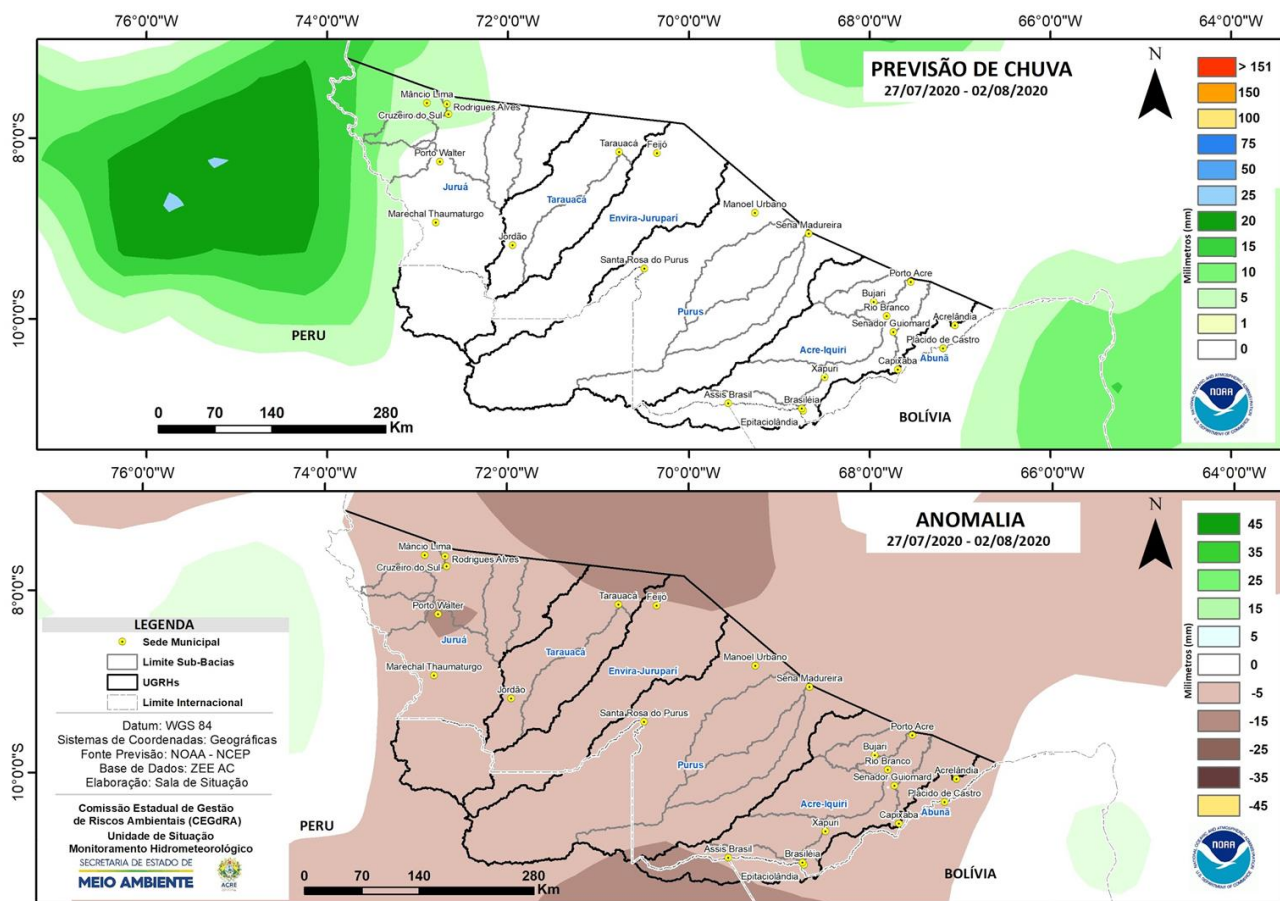 76°0'0"W 74°0'0"W 72°0'0"W 70°0'0"W 68°0'0"W 66°0'0"W 64°0'0"W
PREVISÃO DE CHUVA
27/07/2020 - 02/08/2020
N
8°0'0"S
10°0'0"S
Mâncio Lima
Rodrigues Alves
Cruzeiro do Sul
Porto Walter
Juruá
Marechal Thaumaturgo
Tarauacá
Feijó
Tarauacá
Envira-Jurupari
Jordão
Manoel Urbano
Sena Madureira
Santa Rosa do Purus
Purus
Porto Acre
Bujari
Rio Branco
Senador Guiomard
Acrelândia
Plácido de Castro
Acre-Iquiri
Abunã
Capixaba
Xapuri
Assis Brasil
Brasiléia
Epitaciolândia
PERU
BOLÍVIA
0 70 140 280
Km
Milímetros (mm)
> 151
150
100
75
50
25
20
15
10
5
1
0
NOAA
76°0'0"W 74°0'0"W 72°0'0"W 70°0'0"W 68°0'0"W 66°0'0"W 64°0'0"W
ANOMALIA
27/07/2020 - 02/08/2020
N
8°0'0"S
10°0'0"S
Mâncio Lima
Rodrigues Alves
Cruzeiro do Sul
Porto Walter
Juruá
Marechal Thaumaturgo
Tarauacá
Feijó
Tarauacá
Envira-Jurupari
Jordão
Manoel Urbano
Sena Madureira
Santa Rosa do Purus
Purus
Porto Acre
Bujari
Rio Branco
Senador Guiomard
Acrelândia
Plácido de Castro
Acre-Iquiri
Abunã
Capixaba
Xapuri
Assis Brasil
Brasiléia
Epitaciolândia
PERU
BOLÍVIA
0 70 140 280
Km
Milímetros (mm)
45
35
25
15
5
0
-5
-15
-25
-35
-45
NOAA
LEGENDA
Sede Municipal
Limite Sub-Bacias
UGRHs
Limite Internacional
Datum: WGS 84
Sistemas de Coordenadas: Geográficas
Fonte Previsão: NOAA - NCEP
Base de Dados: ZEE AC
Elaboração: Sala de Situação
Comissão Estadual de Gestão
de Riscos Ambientais (CEGdRA)
Unidade de Situação
Monitoramento Hidrometeorológico
SECRETARIA DE ESTADO DE
MEIO AMBIENTE
ACRE